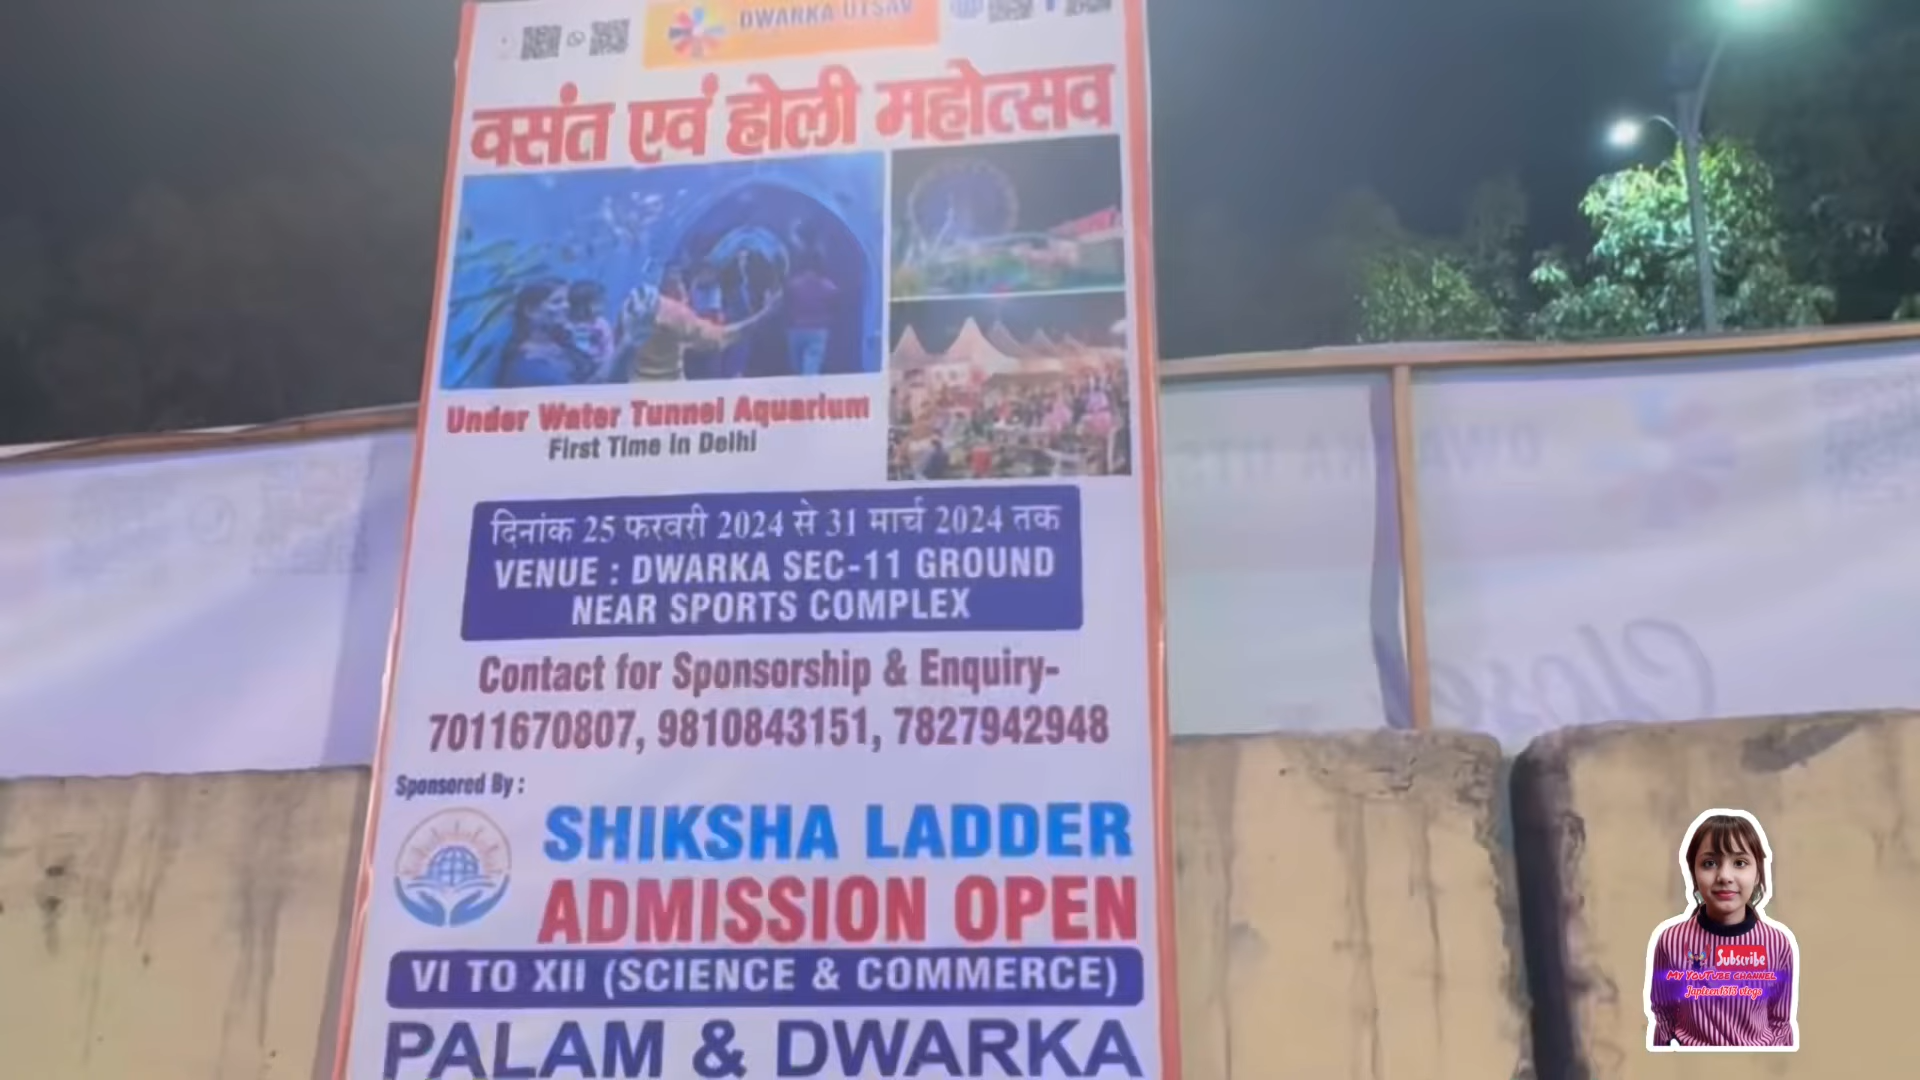 DWARKA UTSAV
वसंत एवं होली महोत्सव
Under Water Tunnel Aquarium
First Time in Delhi
दिनांक 25 फरवरी 2024 से 31 मार्च 2024 तक
VENUE : DWARKA SEC-11 GROUND
NEAR SPORTS COMPLEX
Contact for Sponsorship & Enquiry-
7011670807, 9810843151, 7827942948
Sponsored By :
SHIKSHA LADDER
ADMISSION OPEN
VI TO XII (SCIENCE & COMMERCE)
PALAM & DWARKA
Subscribe
My YouTube channel
Japleen1313 vlogs